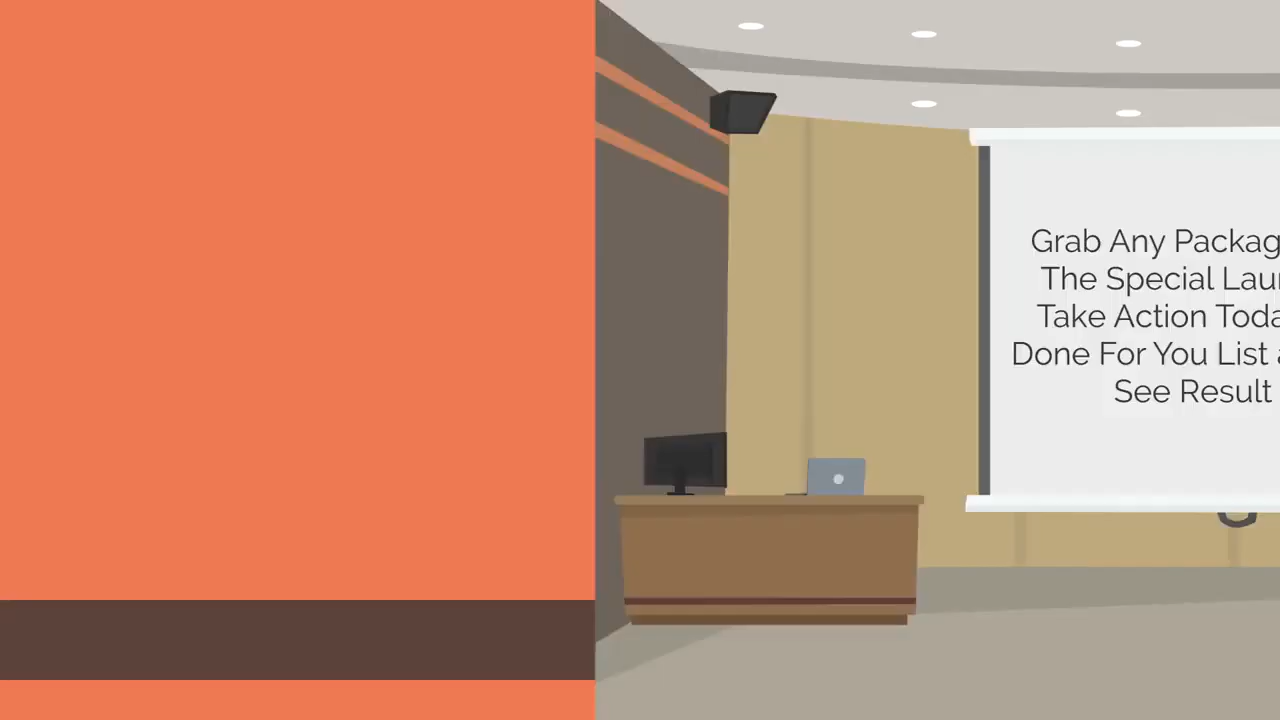 Grab Any Packag
The Special Lau
Take Action Toda
Done For You List
See Result